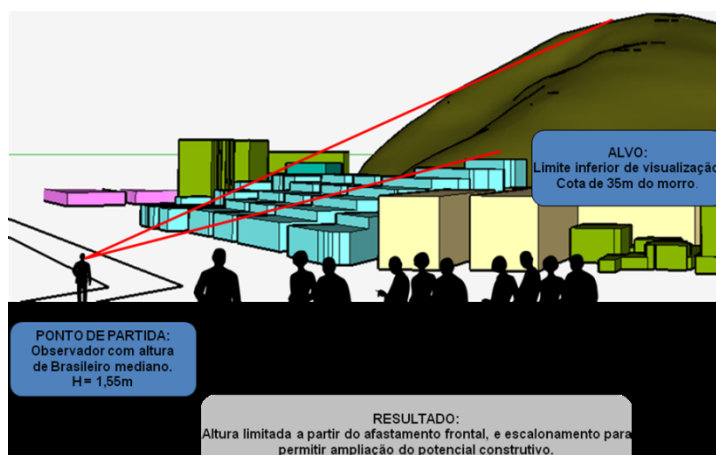 ALVO:
Limite inferior de visualização
Cota de 35m do morro.
PONTO DE PARTIDA:
Observador com altura
de Brasileiro mediano.
H = 1,55m
RESULTADO:
Altura limitada a partir do afastamento frontal, e escalonamento para
permitir ampliação do potencial construtivo.